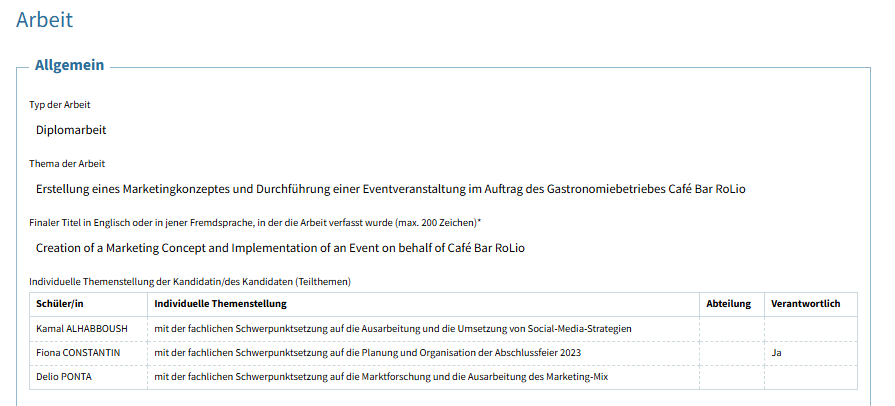 Arbeit
Allgemein
Typ der Arbeit
Diplomarbeit
Thema der Arbeit
Erstellung eines Marketingkonzeptes und Durchführung einer Eventveranstaltung im Auftrag des Gastronomiebetriebes Café Bar RoLio
Finaler Titel in Englisch oder in jener Fremdsprache, in der die Arbeit verfasst wurde (max. 200 Zeichen)*
Creation of a Marketing Concept and Implementation of an Event on behalf of Café Bar RoLio
Individuelle Themenstellung der Kandidatin/des Kandidaten (Teilthemen)
Schüler/in Individuelle Themenstellung Abteilung Verantwortlich
Kamal ALHABBOUSH mit der fachlichen Schwerpunktsetzung auf die Ausarbeitung und die Umsetzung von Social-Media-Strategien
Fiona CONSTANTIN mit der fachlichen Schwerpunktsetzung auf die Planung und Organisation der Abschlussfeier 2023 Ja
Delio PONTA mit der fachlichen Schwerpunktsetzung auf die Marktforschung und die Ausarbeitung des Marketing-Mix